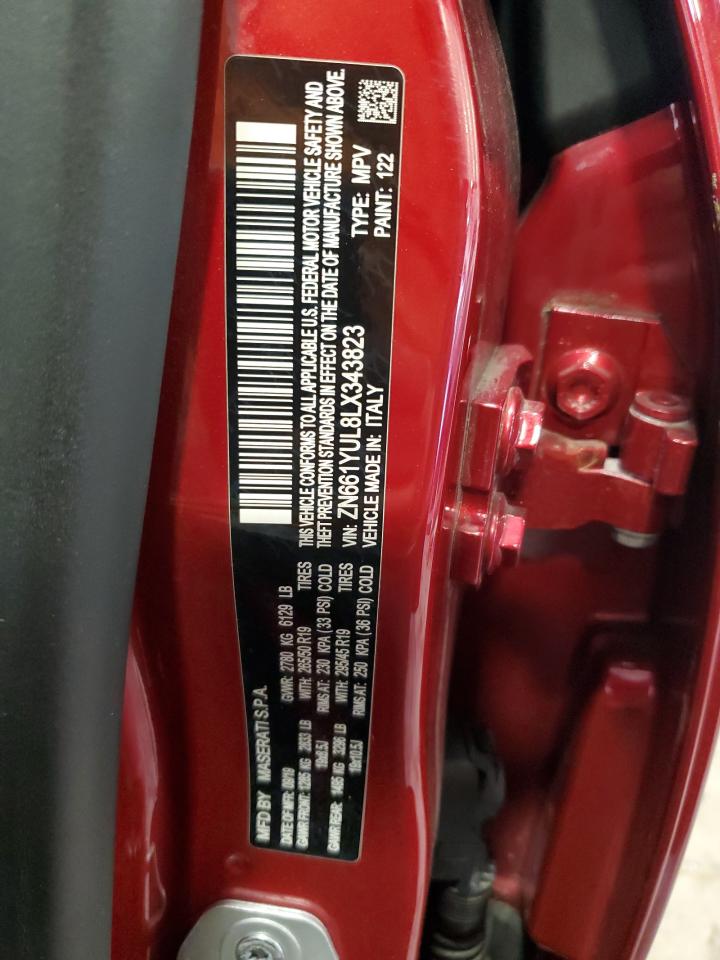 MFD BY MASERATI S.P.A.
DATE OF MFR: 09/19 GVWR: 2780 KG 6129 LB
GAWR FRONT: 1285 KG 2833 LB WITH: 265/50 R19 TIRES
19x8.5J RIMS AT: 230 KPA (33 PSI) COLD
GAWR REAR: 1495 KG 3296 LB WITH: 295/45 R19 TIRES
19x10.5J RIMS AT: 250 KPA (36 PSI) COLD
THIS VEHICLE CONFORMS TO ALL APPLICABLE U.S. FEDERAL MOTOR VEHICLE SAFETY AND
THEFT PREVENTION STANDARDS IN EFFECT ON THE DATE OF MANUFACTURE SHOWN ABOVE.
VIN: ZN661YUL8LX343823 TYPE: MPV
VEHICLE MADE IN: ITALY PAINT: 122